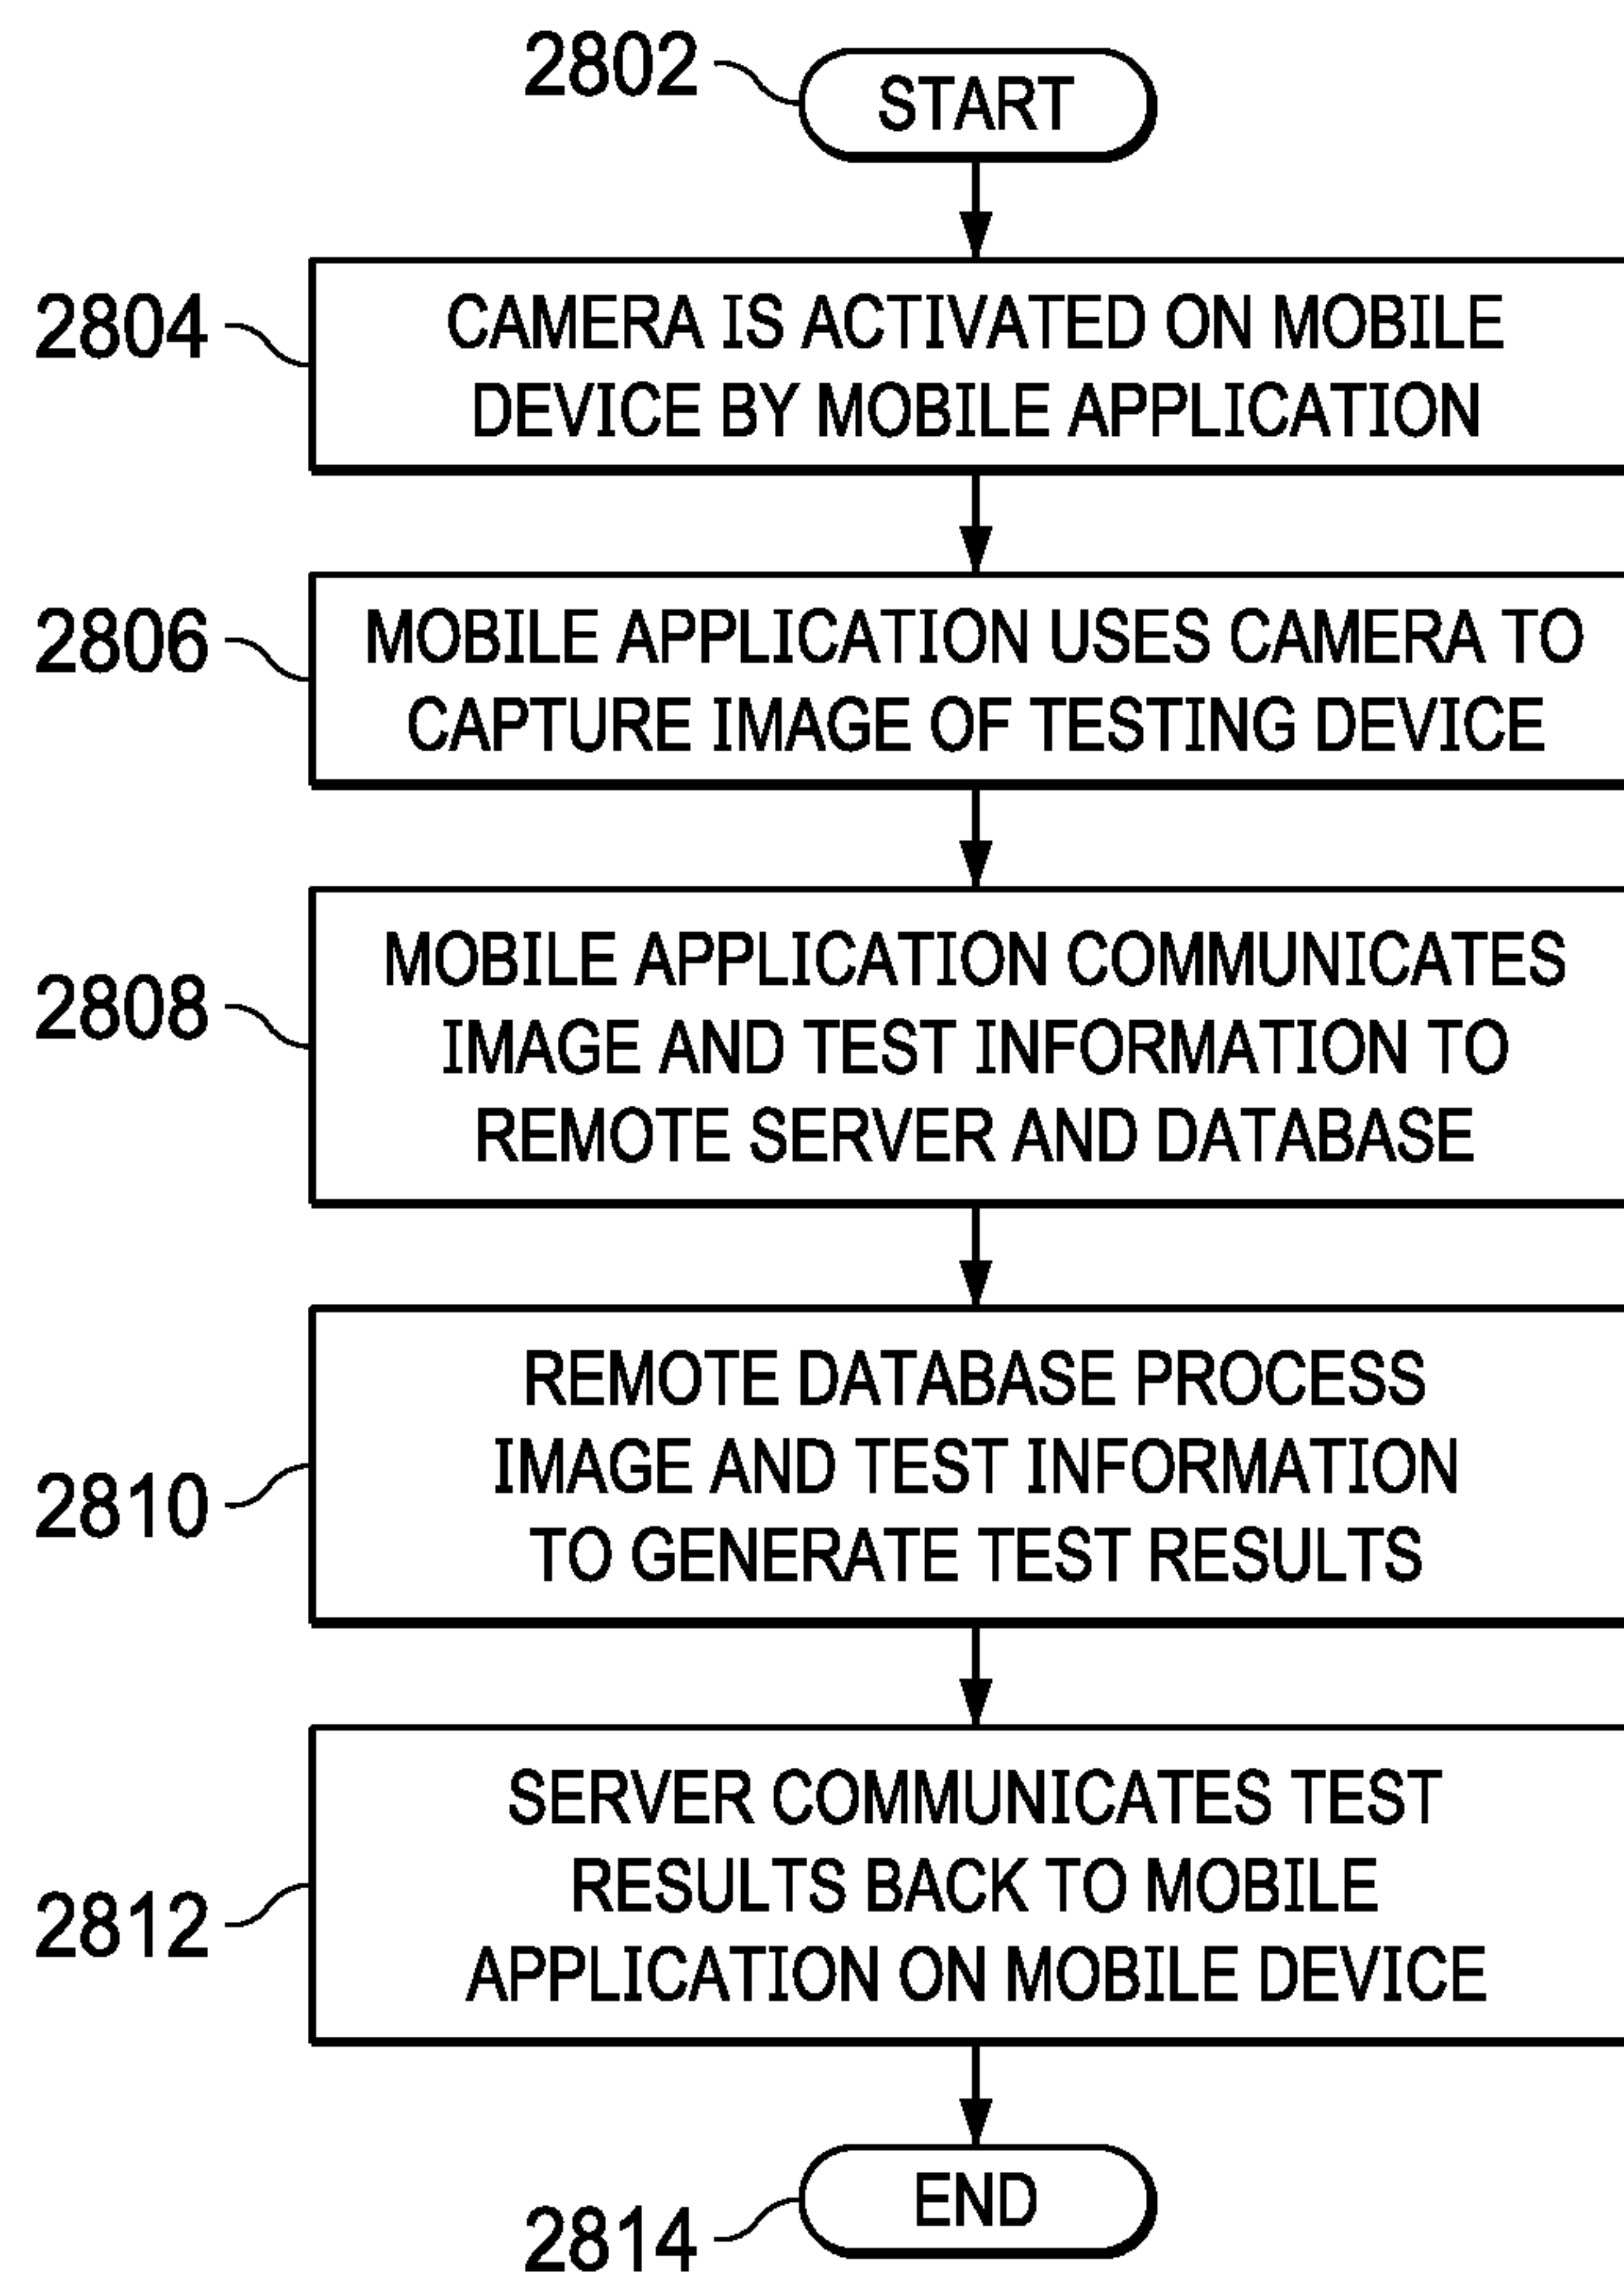 2802
START
2804
CAMERA IS ACTIVATED ON MOBILE
DEVICE BY MOBILE APPLICATION
2806
MOBILE APPLICATION USES CAMERA TO
CAPTURE IMAGE OF TESTING DEVICE
2808
MOBILE APPLICATION COMMUNICATES
IMAGE AND TEST INFORMATION TO
REMOTE SERVER AND DATABASE
2810
REMOTE DATABASE PROCESS
IMAGE AND TEST INFORMATION
TO GENERATE TEST RESULTS
2812
SERVER COMMUNICATES TEST
RESULTS BACK TO MOBILE
APPLICATION ON MOBILE DEVICE
2814
END